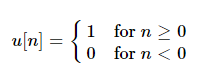 u[n] = { 1 for n ≥ 0
0 for n < 0